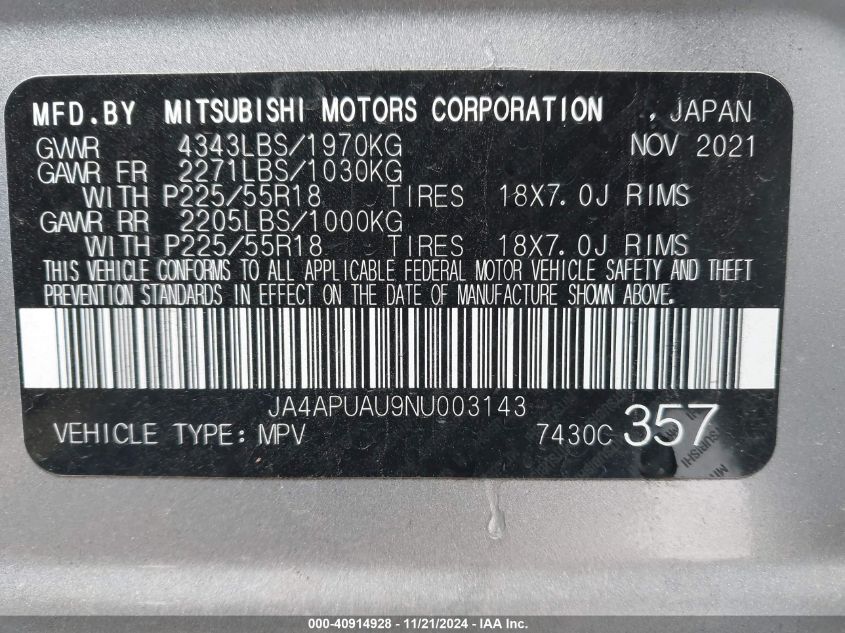 MFD.BY MITSUBISHI MOTORS CORPORATION , JAPAN
GVWR 4343LBS/1970KG NOV 2021
GAWR FR 2271LBS/1030KG
WITH P225/55R18 TIRES 18X7.0J RIMS
GAWR RR 2205LBS/1000KG
WITH P225/55R18 TIRES 18X7.0J RIMS
THIS VEHICLE CONFORMS TO ALL APPLICABLE FEDERAL MOTOR VEHICLE SAFETY AND THEFT
PREVENTION STANDARDS IN EFFECT ON THE DATE OF MANUFACTURE SHOWN ABOVE.
JA4APUAU9NU003143
VEHICLE TYPE: MPV 7430C 357
000-40914928 - 11/21/2024 - IAA Inc.